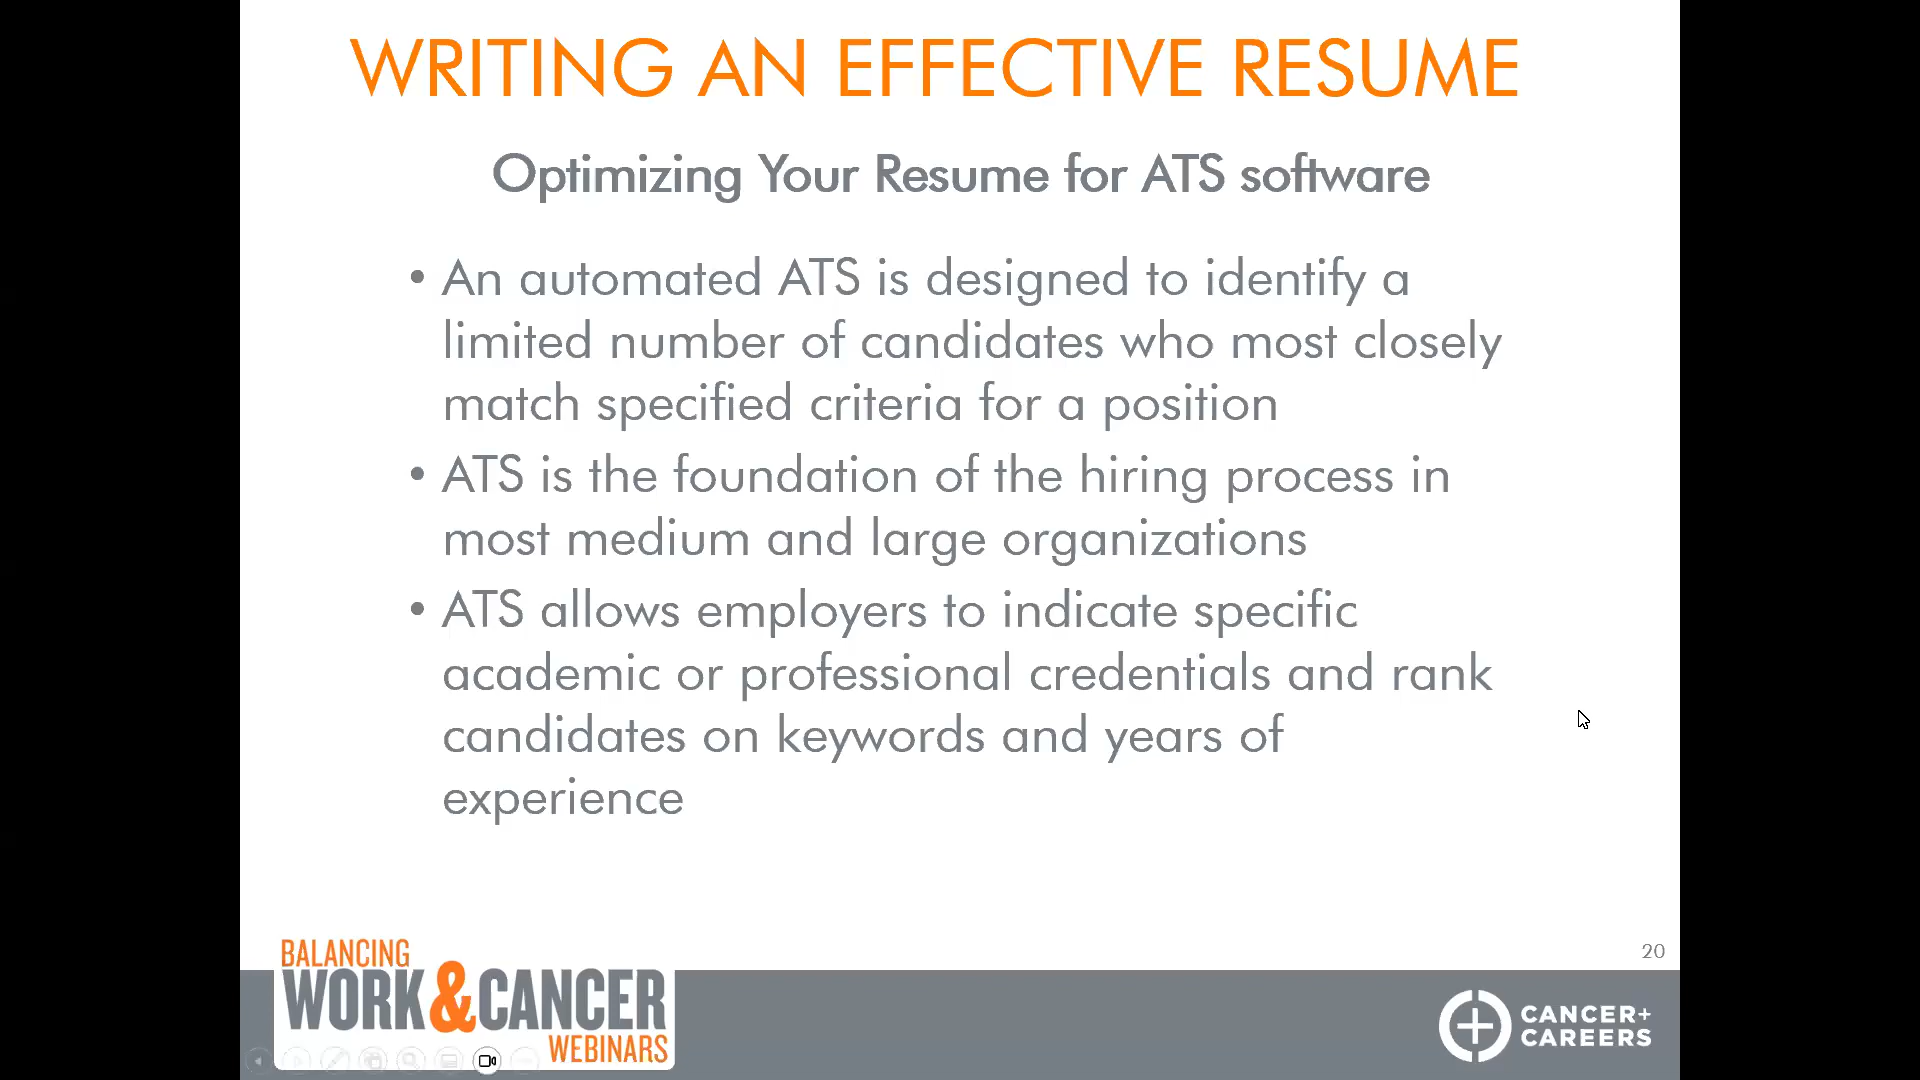 WRITING AN EFFECTIVE RESUME
Optimizing Your Resume for ATS software
• An automated ATS is designed to identify a
limited number of candidates who most closely
match specified criteria for a position
• ATS is the foundation of the hiring process in
most medium and large organizations
• ATS allows employers to indicate specific
academic or professional credentials and rank
candidates on keywords and years of
experience
20
BALANCING
WORK&CANCER
WEBINARS
CANCER+
CAREERS